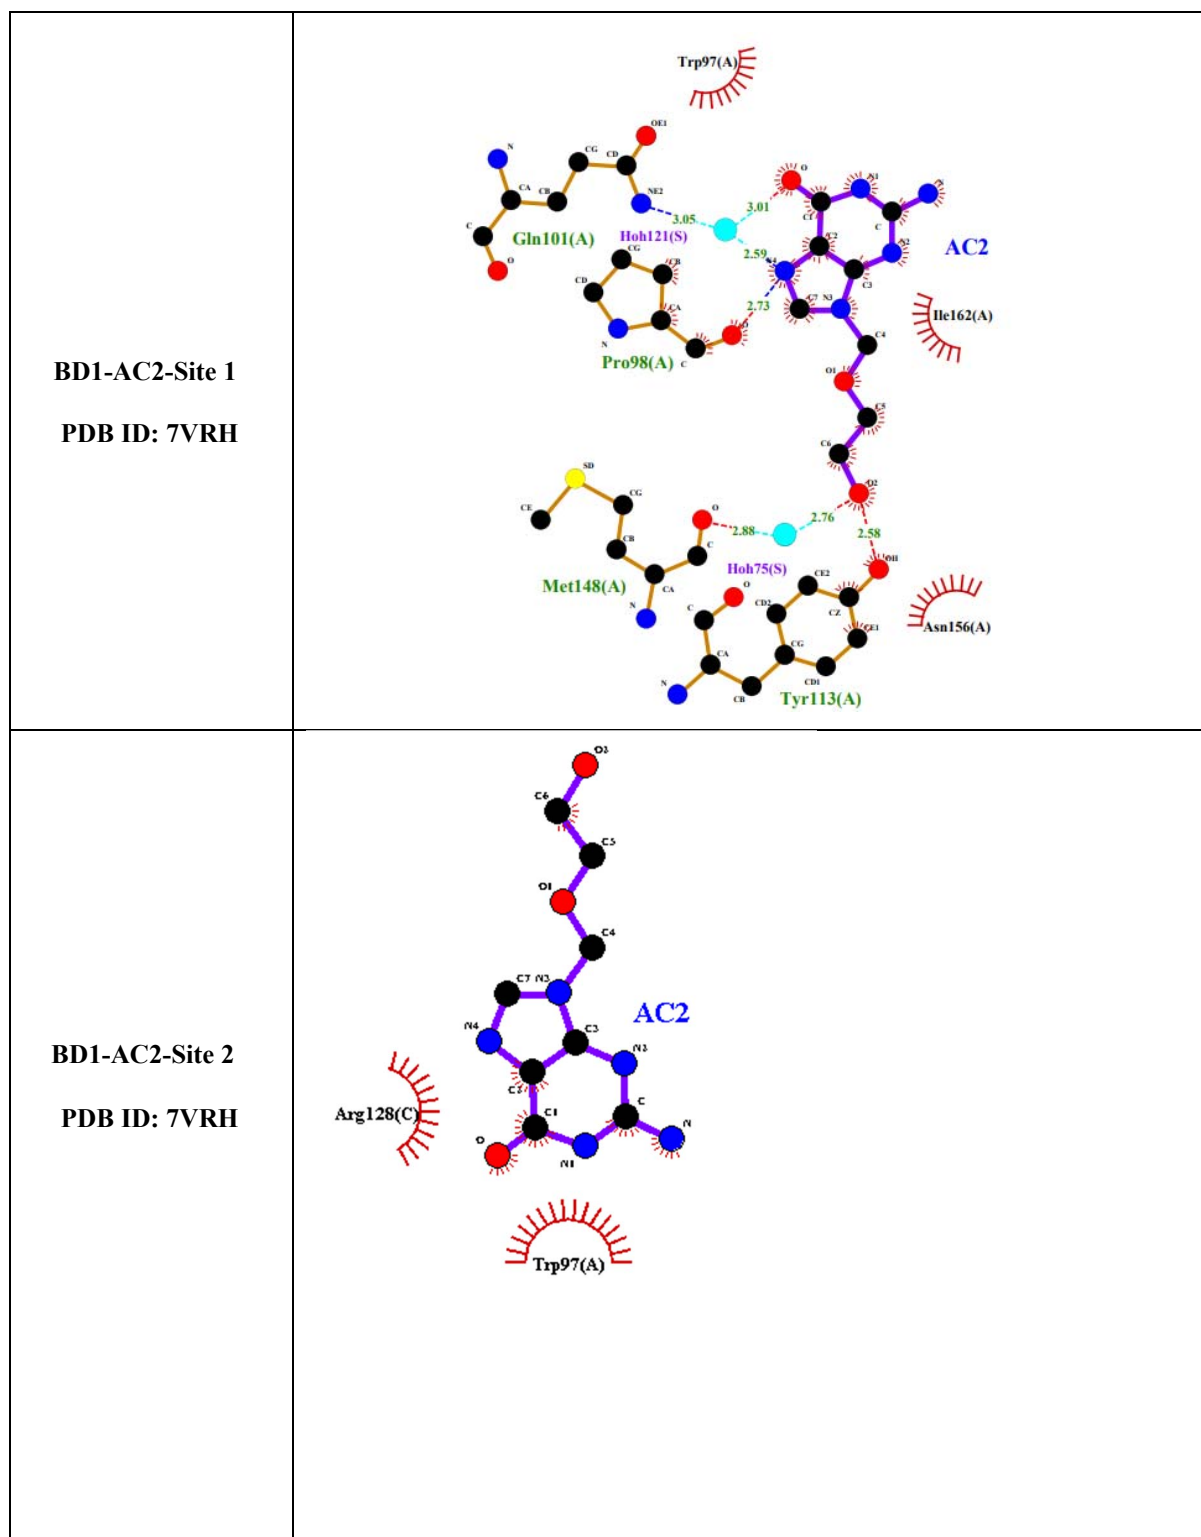 BD1-AC2-Site 1
PDB ID: 7VRH
Trp97(A)
OE1
N
CG
CD
CA
CB
NE2
C
O
Gln101(A)
3.05
3.01
Hoh121(S)
2.59
O
N1
N
C1
C
C2
N2
N4
C3
C7
N3
AC2
CG
CB
CD
CA
N
C
O
2.73
Pro98(A)
Ile162(A)
C4
O1
C5
C6
O2
SD
CG
CE
CB
O
C
CA
N
Met148(A)
2.88
2.76
2.58
Hoh75(S)
OH
CE2
O
C
CD2
CZ
CE1
CA
CG
CD1
N
CB
Tyr113(A)
Asn156(A)
BD1-AC2-Site 2
PDB ID: 7VRH
C6
C5
O1
C4
C7
N3
AC2
N4
C3
C2
C1
C
N
O
N1
Arg128(C)
Trp97(A)